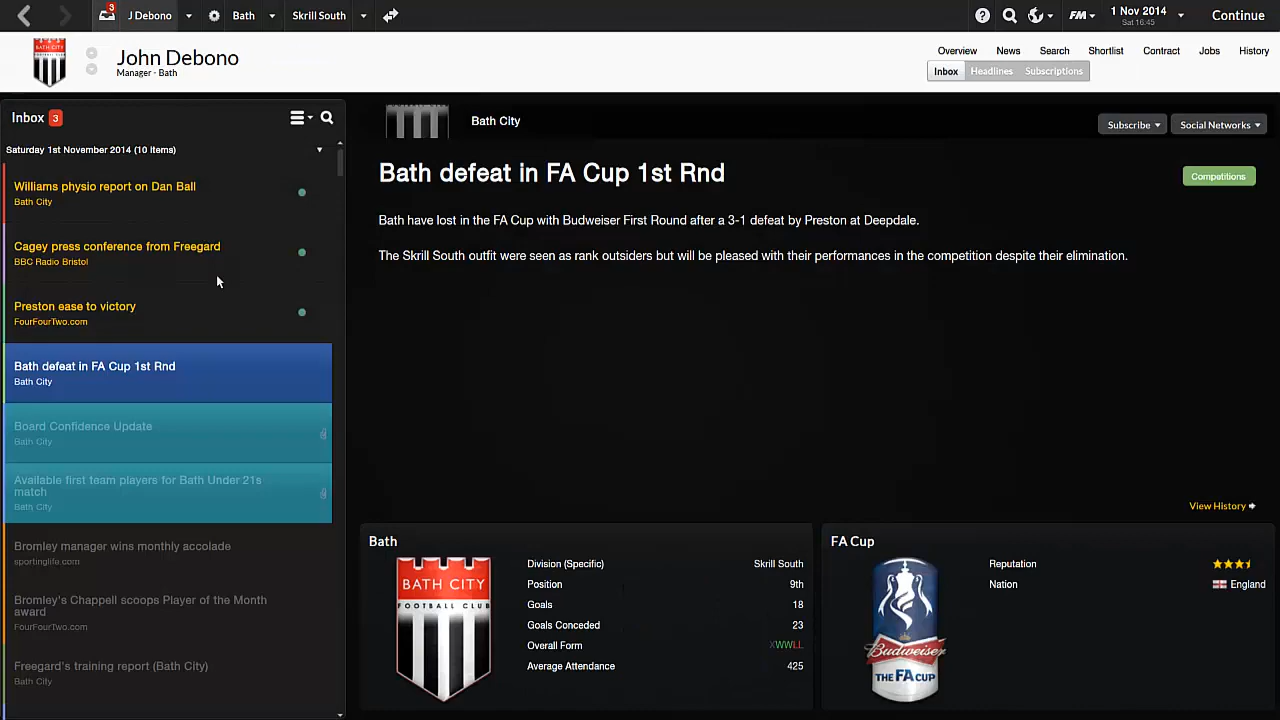 3
J Debono
Bath
Skrill South
FM
1 Nov 2014
Sat 16:45
Continue
BATH CITY
John Debono
Manager - Bath
Overview News Search Shortlist Contract Jobs History
Inbox Headlines Subscriptions
Inbox 3
Saturday 1st November 2014 (10 Items)
Williams physio report on Dan Ball
Bath City
Cagey press conference from Freegard
BBC Radio Bristol
Preston ease to victory
FourFourTwo.com
Bath defeat in FA Cup 1st Rnd
Bath City
Board Confidence Update
Bath City
Available first team players for Bath Under 21s
match
Bath City
Bromley manager wins monthly accolade
sportinglife.com
Bromley's Chappell scoops Player of the Month
award
FourFourTwo.com
Freegard's training report (Bath City)
Bath City
Bath City
Subscribe
Social Networks
Bath defeat in FA Cup 1st Rnd
Competitions
Bath have lost in the FA Cup with Budweiser First Round after a 3-1 defeat by Preston at Deepdale.
The Skrill South outfit were seen as rank outsiders but will be pleased with their performances in the competition despite their elimination.
View History
Bath
BATH CITY
FOOTBALL CLUB
Division (Specific) Skrill South
Position 9th
Goals 18
Goals Conceded 23
Overall Form XWWLL
Average Attendance 425
FA Cup
Budweiser
THE FA CUP
Reputation
Nation England